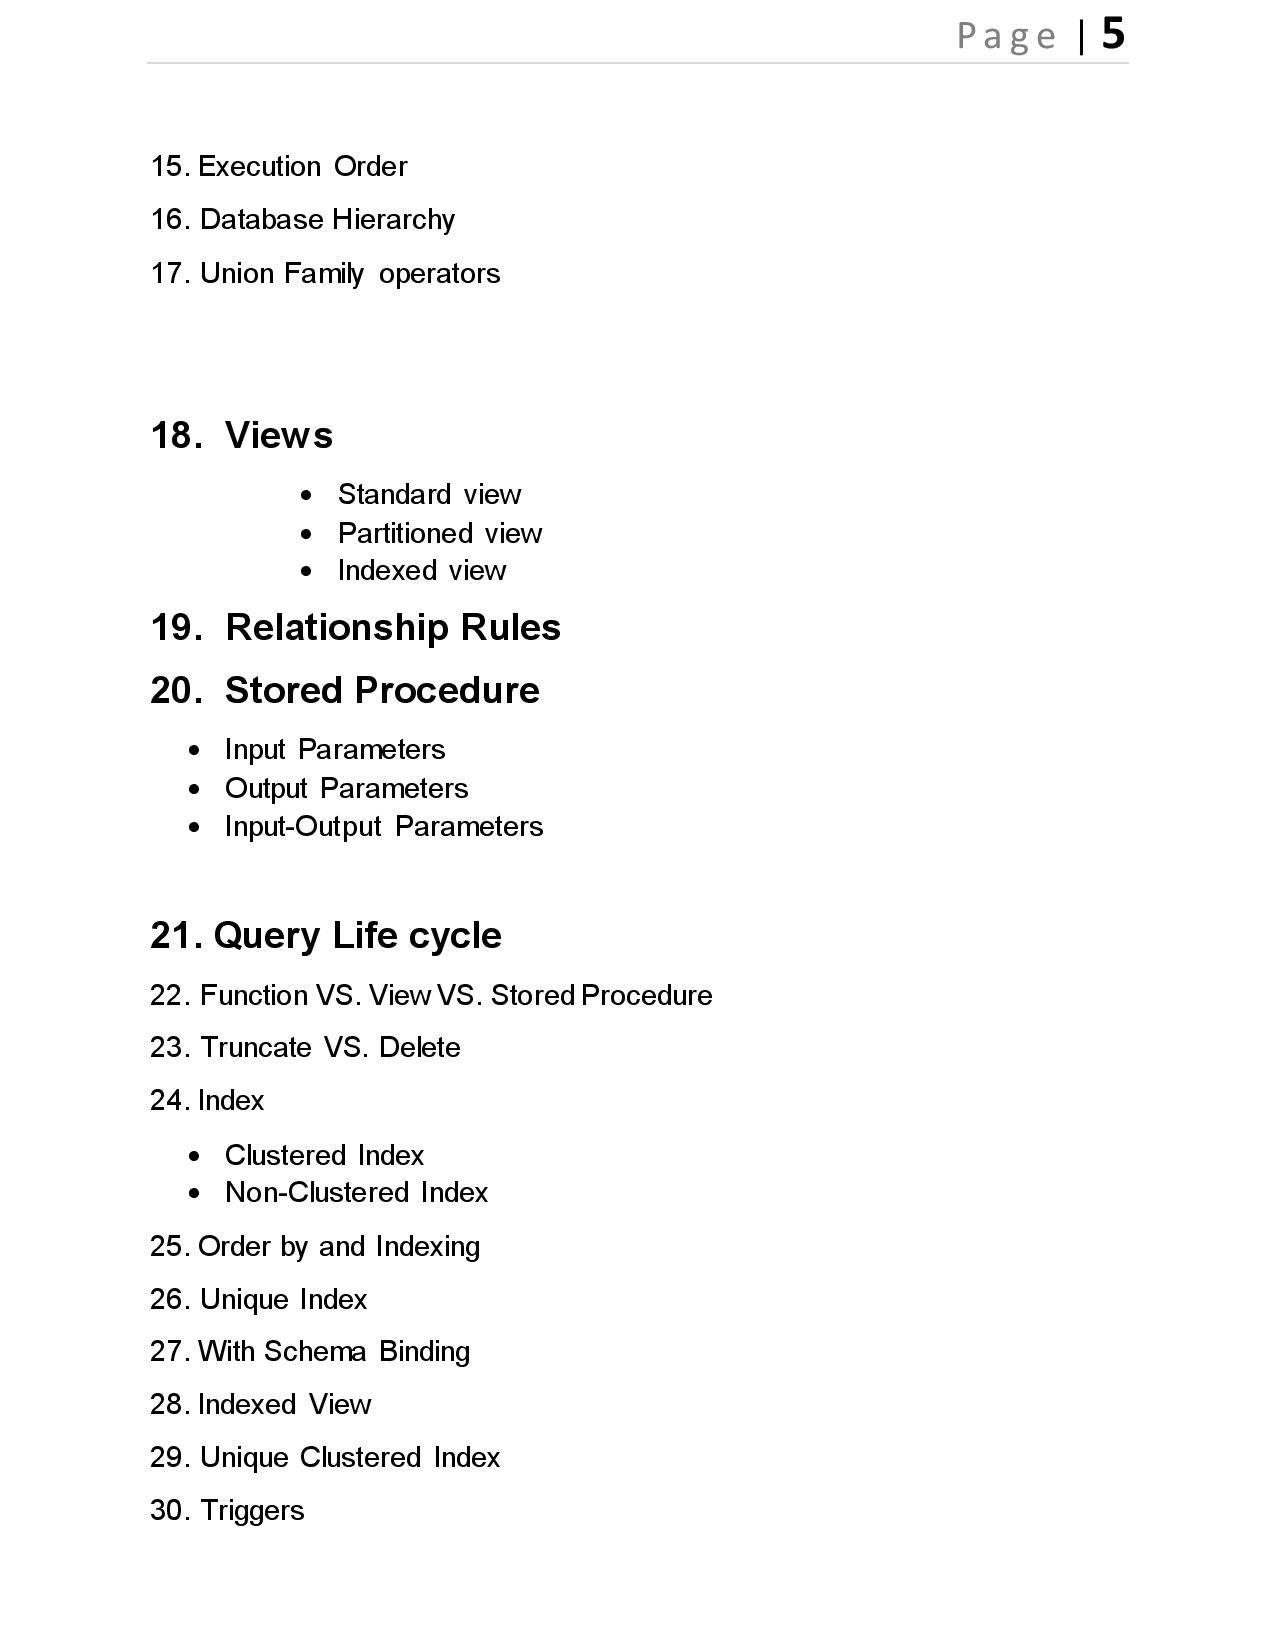 Page | 5
15. Execution Order
16. Database Hierarchy
17. Union Family operators
18. Views
• Standard view
• Partitioned view
• Indexed view
19. Relationship Rules
20. Stored Procedure
• Input Parameters
• Output Parameters
• Input-Output Parameters
21. Query Life cycle
22. Function VS. View VS. Stored Procedure
23. Truncate VS. Delete
24. Index
• Clustered Index
• Non-Clustered Index
25. Order by and Indexing
26. Unique Index
27. With Schema Binding
28. Indexed View
29. Unique Clustered Index
30. Triggers